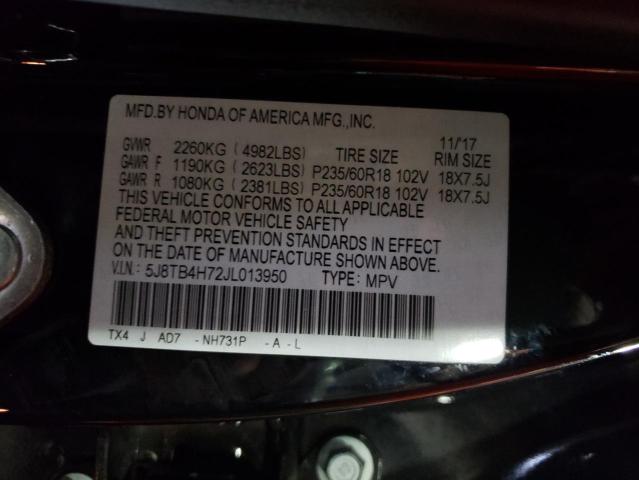 MFD.BY HONDA OF AMERICA MFG.,INC. 11/17
GVWR 2260KG ( 4982LBS) TIRE SIZE RIM SIZE
GAWR F 1190KG ( 2623LBS) P235/60R18 102V 18X7.5J
GAWR R 1080KG ( 2381LBS) P235/60R18 102V 18X7.5J
THIS VEHICLE CONFORMS TO ALL APPLICABLE
FEDERAL MOTOR VEHICLE SAFETY
AND THEFT PREVENTION STANDARDS IN EFFECT
ON THE DATE OF MANUFACTURE SHOWN ABOVE.
V.I.N.: 5J8TB4H72JL013950 TYPE: MPV
TX4 J AD7 - NH731P - A - L